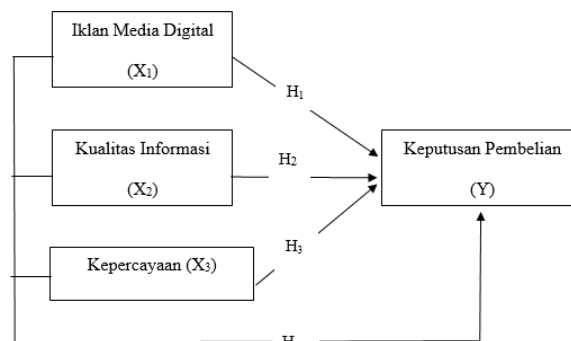 Iklan Media Digital
(X₁)
H₁
Kualitas Informasi
(X₂)
H₂
Keputusan Pembelian
(Y)
Kepercayaan (X₃)
H₃
H